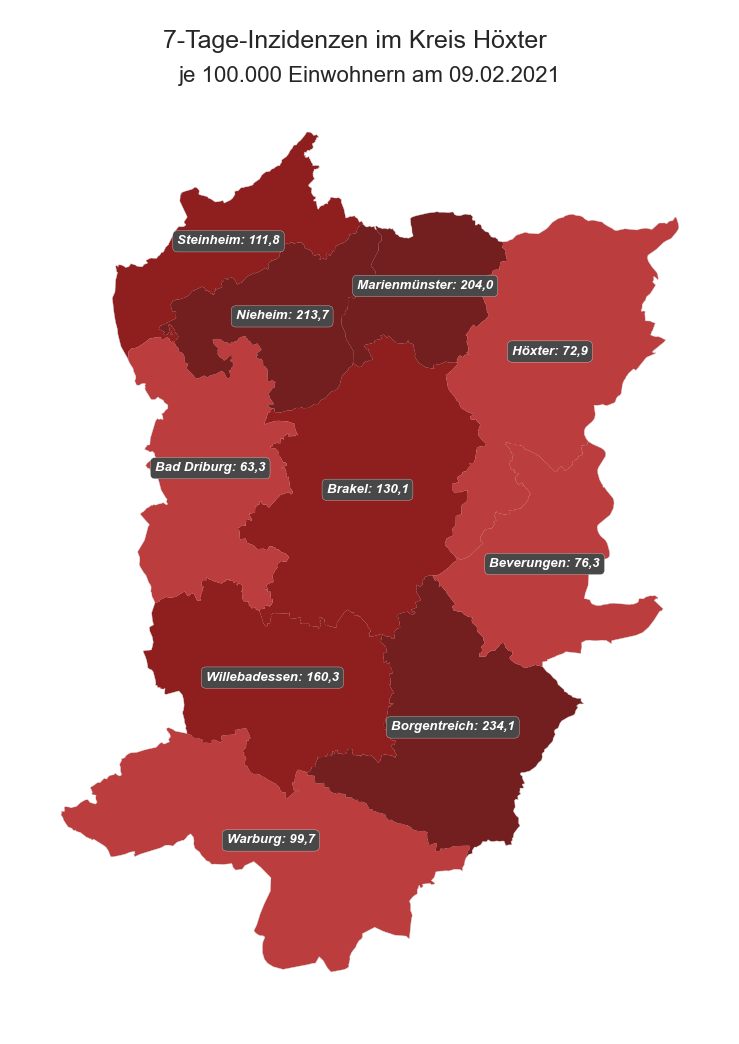 7-Tage-Inzidenzen im Kreis Höxter
je 100.000 Einwohnern am 09.02.2021
Steinheim: 111,8
Marienmünster: 204,0
Nieheim: 213,7
Höxter: 72,9
Bad Driburg: 63,3
Brakel: 130,1
Beverungen: 76,3
Willebadessen: 160,3
Borgentreich: 234,1
Warburg: 99,7